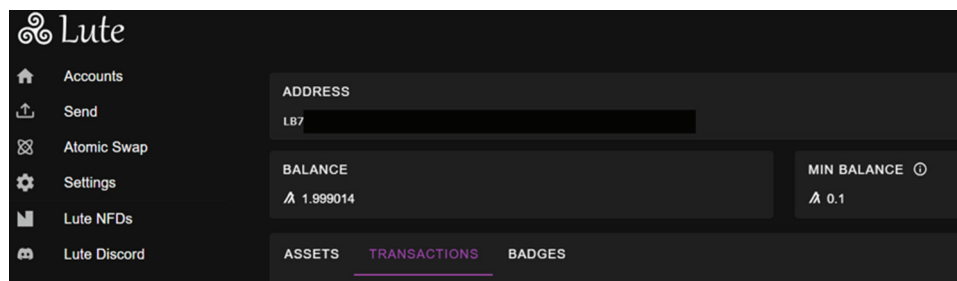 Lute
Accounts
Send
Atomic Swap
Settings
Lute NFDs
Lute Discord
ADDRESS
LB7
BALANCE
1.999014
MIN BALANCE
0.1
ASSETS TRANSACTIONS BADGES